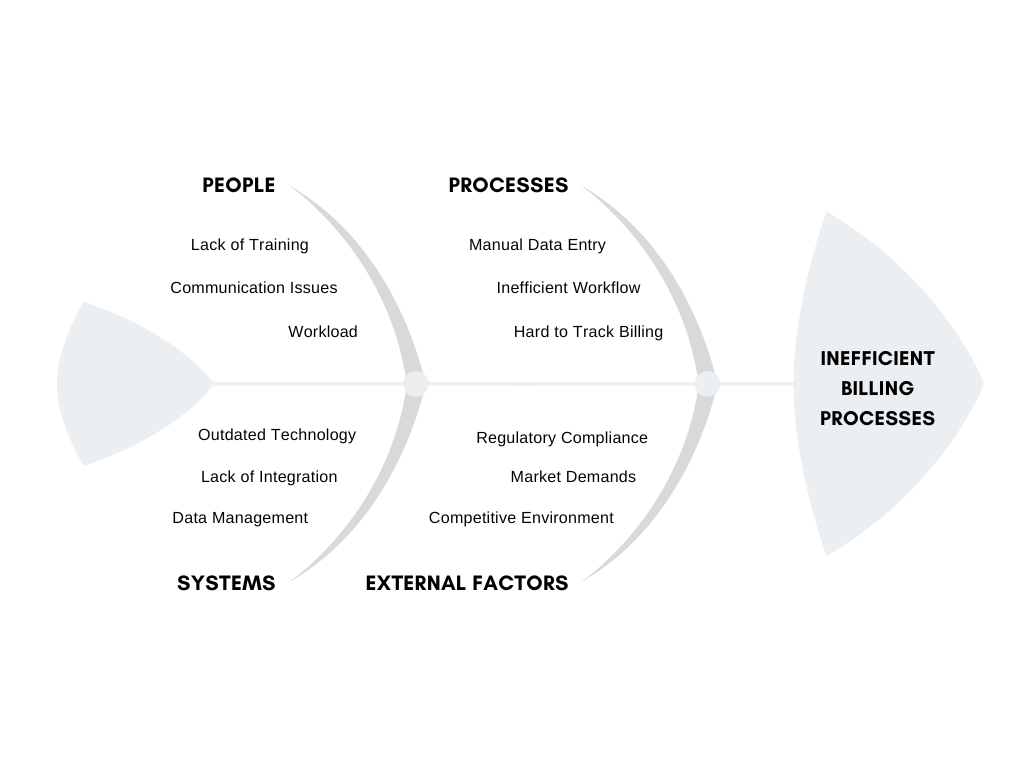 PEOPLE
Lack of Training
Communication Issues
Workload
PROCESSES
Manual Data Entry
Inefficient Workflow
Hard to Track Billing
Outdated Technology
Lack of Integration
Data Management
SYSTEMS
Regulatory Compliance
Market Demands
Competitive Environment
EXTERNAL FACTORS
INEFFICIENT
BILLING
PROCESSES